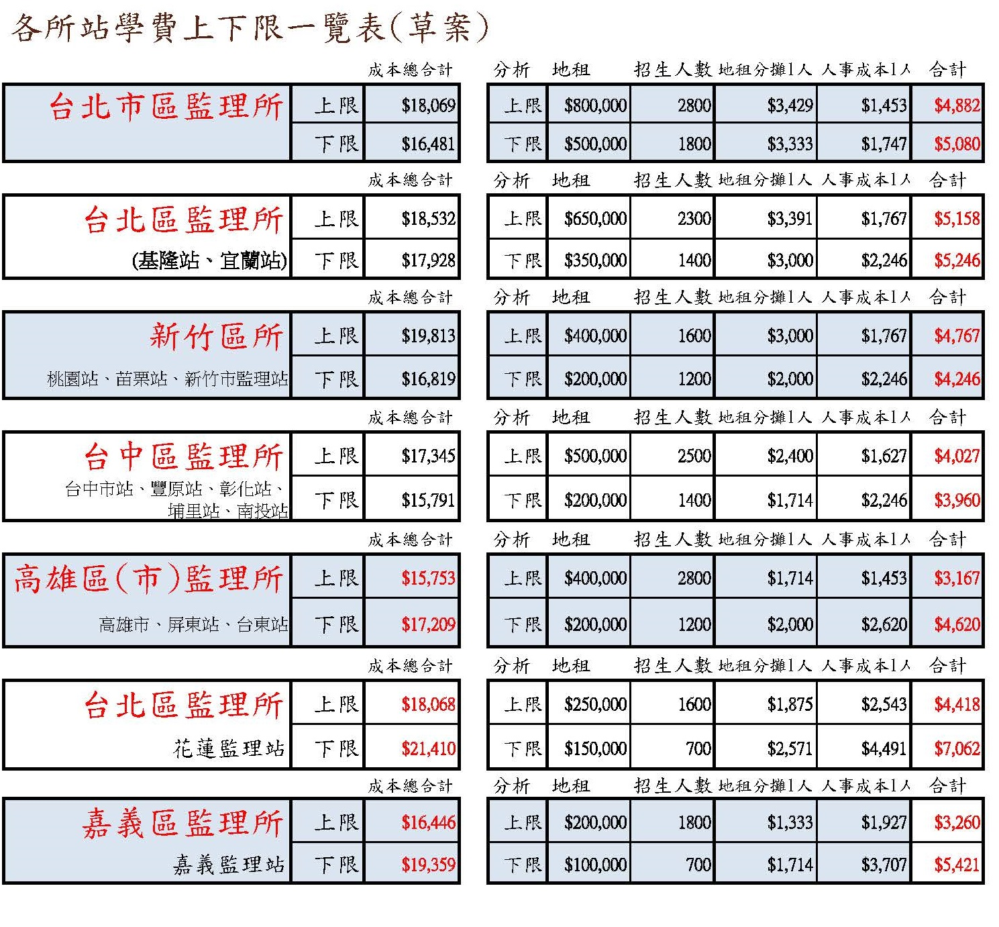 各所站學費上下限一覽表(草案)
成本總合計 分析 地租 招生人數 地租分攤1人 人事成本1人 合計
台北市區監理所 上限 $18,069 上限 $800,000 2800 $3,429 $1,453 $4,882
下限 $16,481 下限 $500,000 1800 $3,333 $1,747 $5,080
成本總合計 分析 地租 招生人數 地租分攤1人 人事成本1人 合計
台北區監理所 上限 $18,532 上限 $650,000 2300 $3,391 $1,767 $5,158
(基隆站、宜蘭站) 下限 $17,928 下限 $350,000 1400 $3,000 $2,246 $5,246
成本總合計 分析 地租 招生人數 地租分攤1人 人事成本1人 合計
新竹區所 上限 $19,813 上限 $400,000 1600 $3,000 $1,767 $4,767
桃園站、苗栗站、新竹市監理站 下限 $16,819 下限 $200,000 1200 $2,000 $2,246 $4,246
成本總合計 分析 地租 招生人數 地租分攤1人 人事成本1人 合計
台中區監理所 上限 $17,345 上限 $500,000 2500 $2,400 $1,627 $4,027
台中市站、豐原站、彰化站、
埔里站、南投站 下限 $15,791 下限 $200,000 1400 $1,714 $2,246 $3,960
成本總合計 分析 地租 招生人數 地租分攤1人 人事成本1人 合計
高雄區(市)監理所 上限 $15,753 上限 $400,000 2800 $1,714 $1,453 $3,167
高雄市、屏東站、台東站 下限 $17,209 下限 $200,000 1200 $2,000 $2,620 $4,620
成本總合計 分析 地租 招生人數 地租分攤1人 人事成本1人 合計
台北區監理所 上限 $18,068 上限 $250,000 1600 $1,875 $2,543 $4,418
花蓮監理站 下限 $21,410 下限 $150,000 700 $2,571 $4,491 $7,062
成本總合計 分析 地租 招生人數 地租分攤1人 人事成本1人 合計
嘉義區監理所 上限 $16,446 上限 $200,000 1800 $1,333 $1,927 $3,260
嘉義監理站 下限 $19,359 下限 $100,000 700 $1,714 $3,707 $5,421